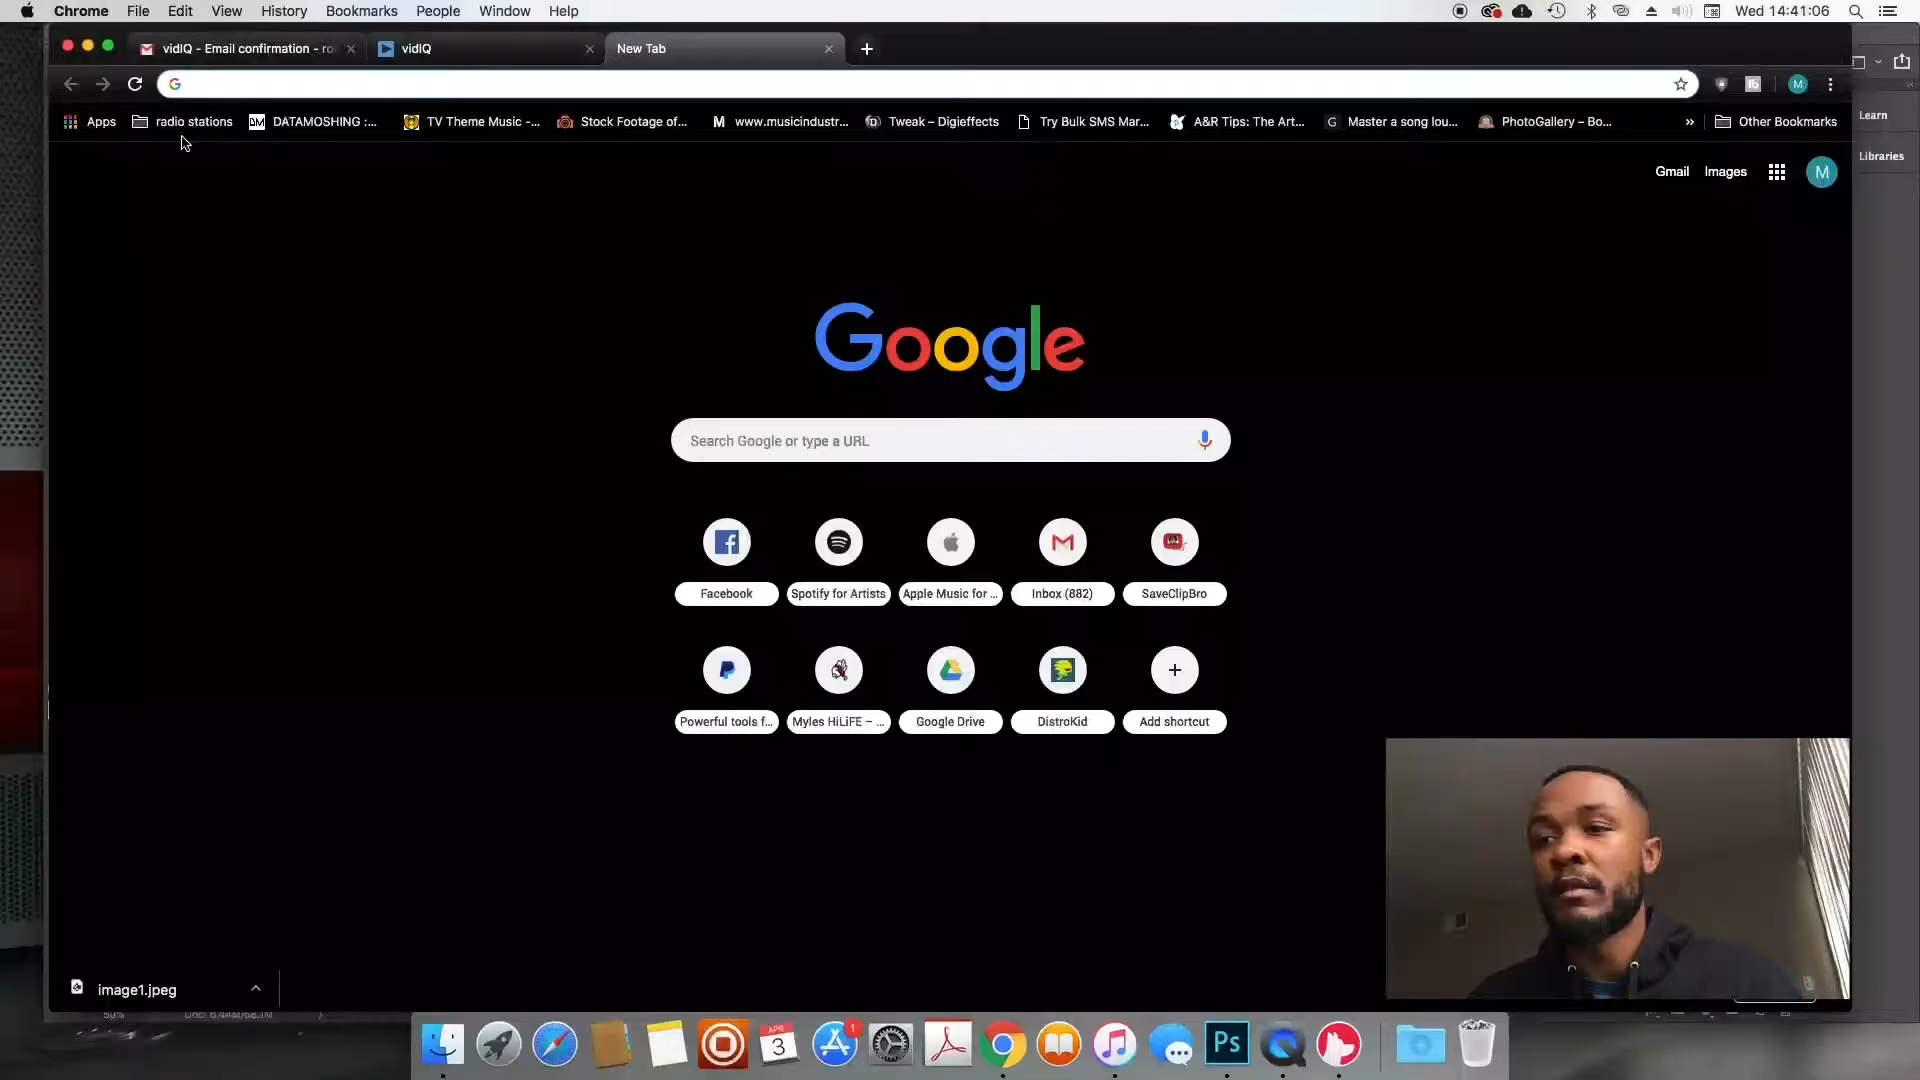 Chrome File Edit View History Bookmarks People Window Help Wed 14:41:06
vidIQ - Email confirmation - ro vidIQ New Tab
Apps radio stations DM DATAMOSHING :... TV Theme Music -... Stock Footage of... M www.musicindustr... Tweak – Digieffects Try Bulk SMS Mar... A&R Tips: The Art... G Master a song lou... PhotoGallery – Bo... » Other Bookmarks
Learn
Libraries
Gmail Images M
Google
Search Google or type a URL
Facebook Spotify for Artists Apple Music for ... Inbox (882) SaveClipBro
Powerful tools f... Myles HiLiFE – ... Google Drive DistroKid Add shortcut
image1.jpeg
50%
APR
3
1
Ps